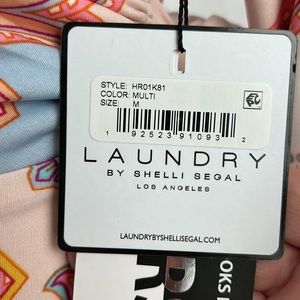 STYLE: HR01K81
COLOR: MULTI
SIZE: M
1 92523 91093 2
LAUNDRY
BY SHELLI SEGAL
LOS ANGELES
LAUNDRYBYSHELLISEGAL.COM